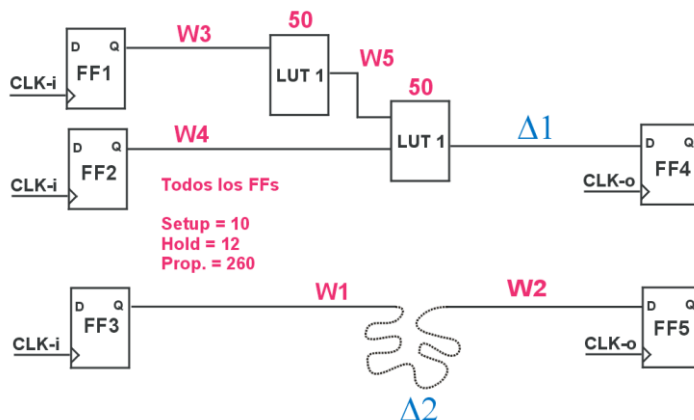 50
W3
D Q
FF1
CLK-i
LUT 1
W5
50
D Q
FF2
CLK-i
W4
LUT 1
Δ1
D Q
FF4
CLK-o
Todos los FFs
Setup = 10
Hold = 12
Prop. = 260
D Q
FF3
CLK-i
W1
W2
D Q
FF5
CLK-o
Δ2